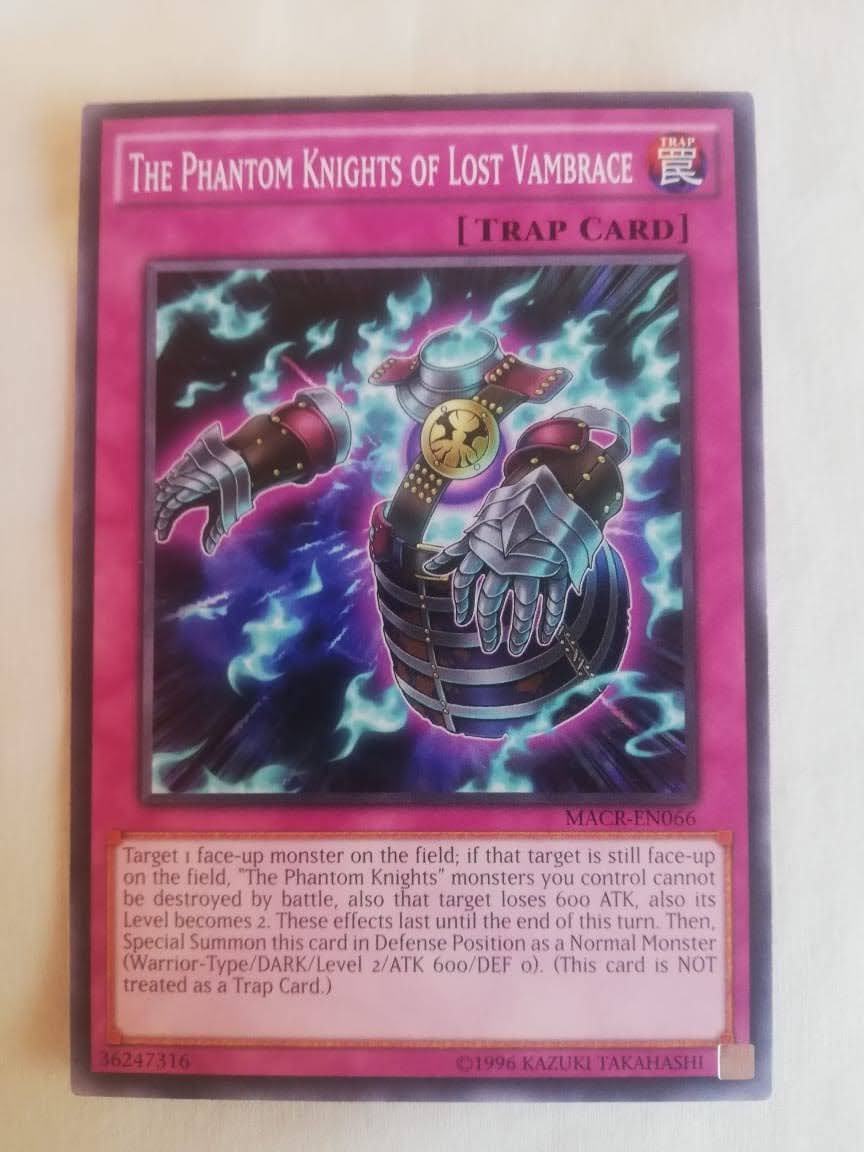 THE PHANTOM KNIGHTS OF LOST VAMBRACE
TRAP
罠
[TRAP CARD]
MACR-EN066
Target 1 face-up monster on the field; if that target is still face-up
on the field, "The Phantom Knights" monsters you control cannot
be destroyed by battle, also that target loses 600 ATK, also its
Level becomes 2. These effects last until the end of this turn. Then,
Special Summon this card in Defense Position as a Normal Monster
(Warrior-Type/DARK/Level 2/ATK 600/DEF 0). (This card is NOT
treated as a Trap Card.)
36247316
©1996 KAZUKI TAKAHASHI